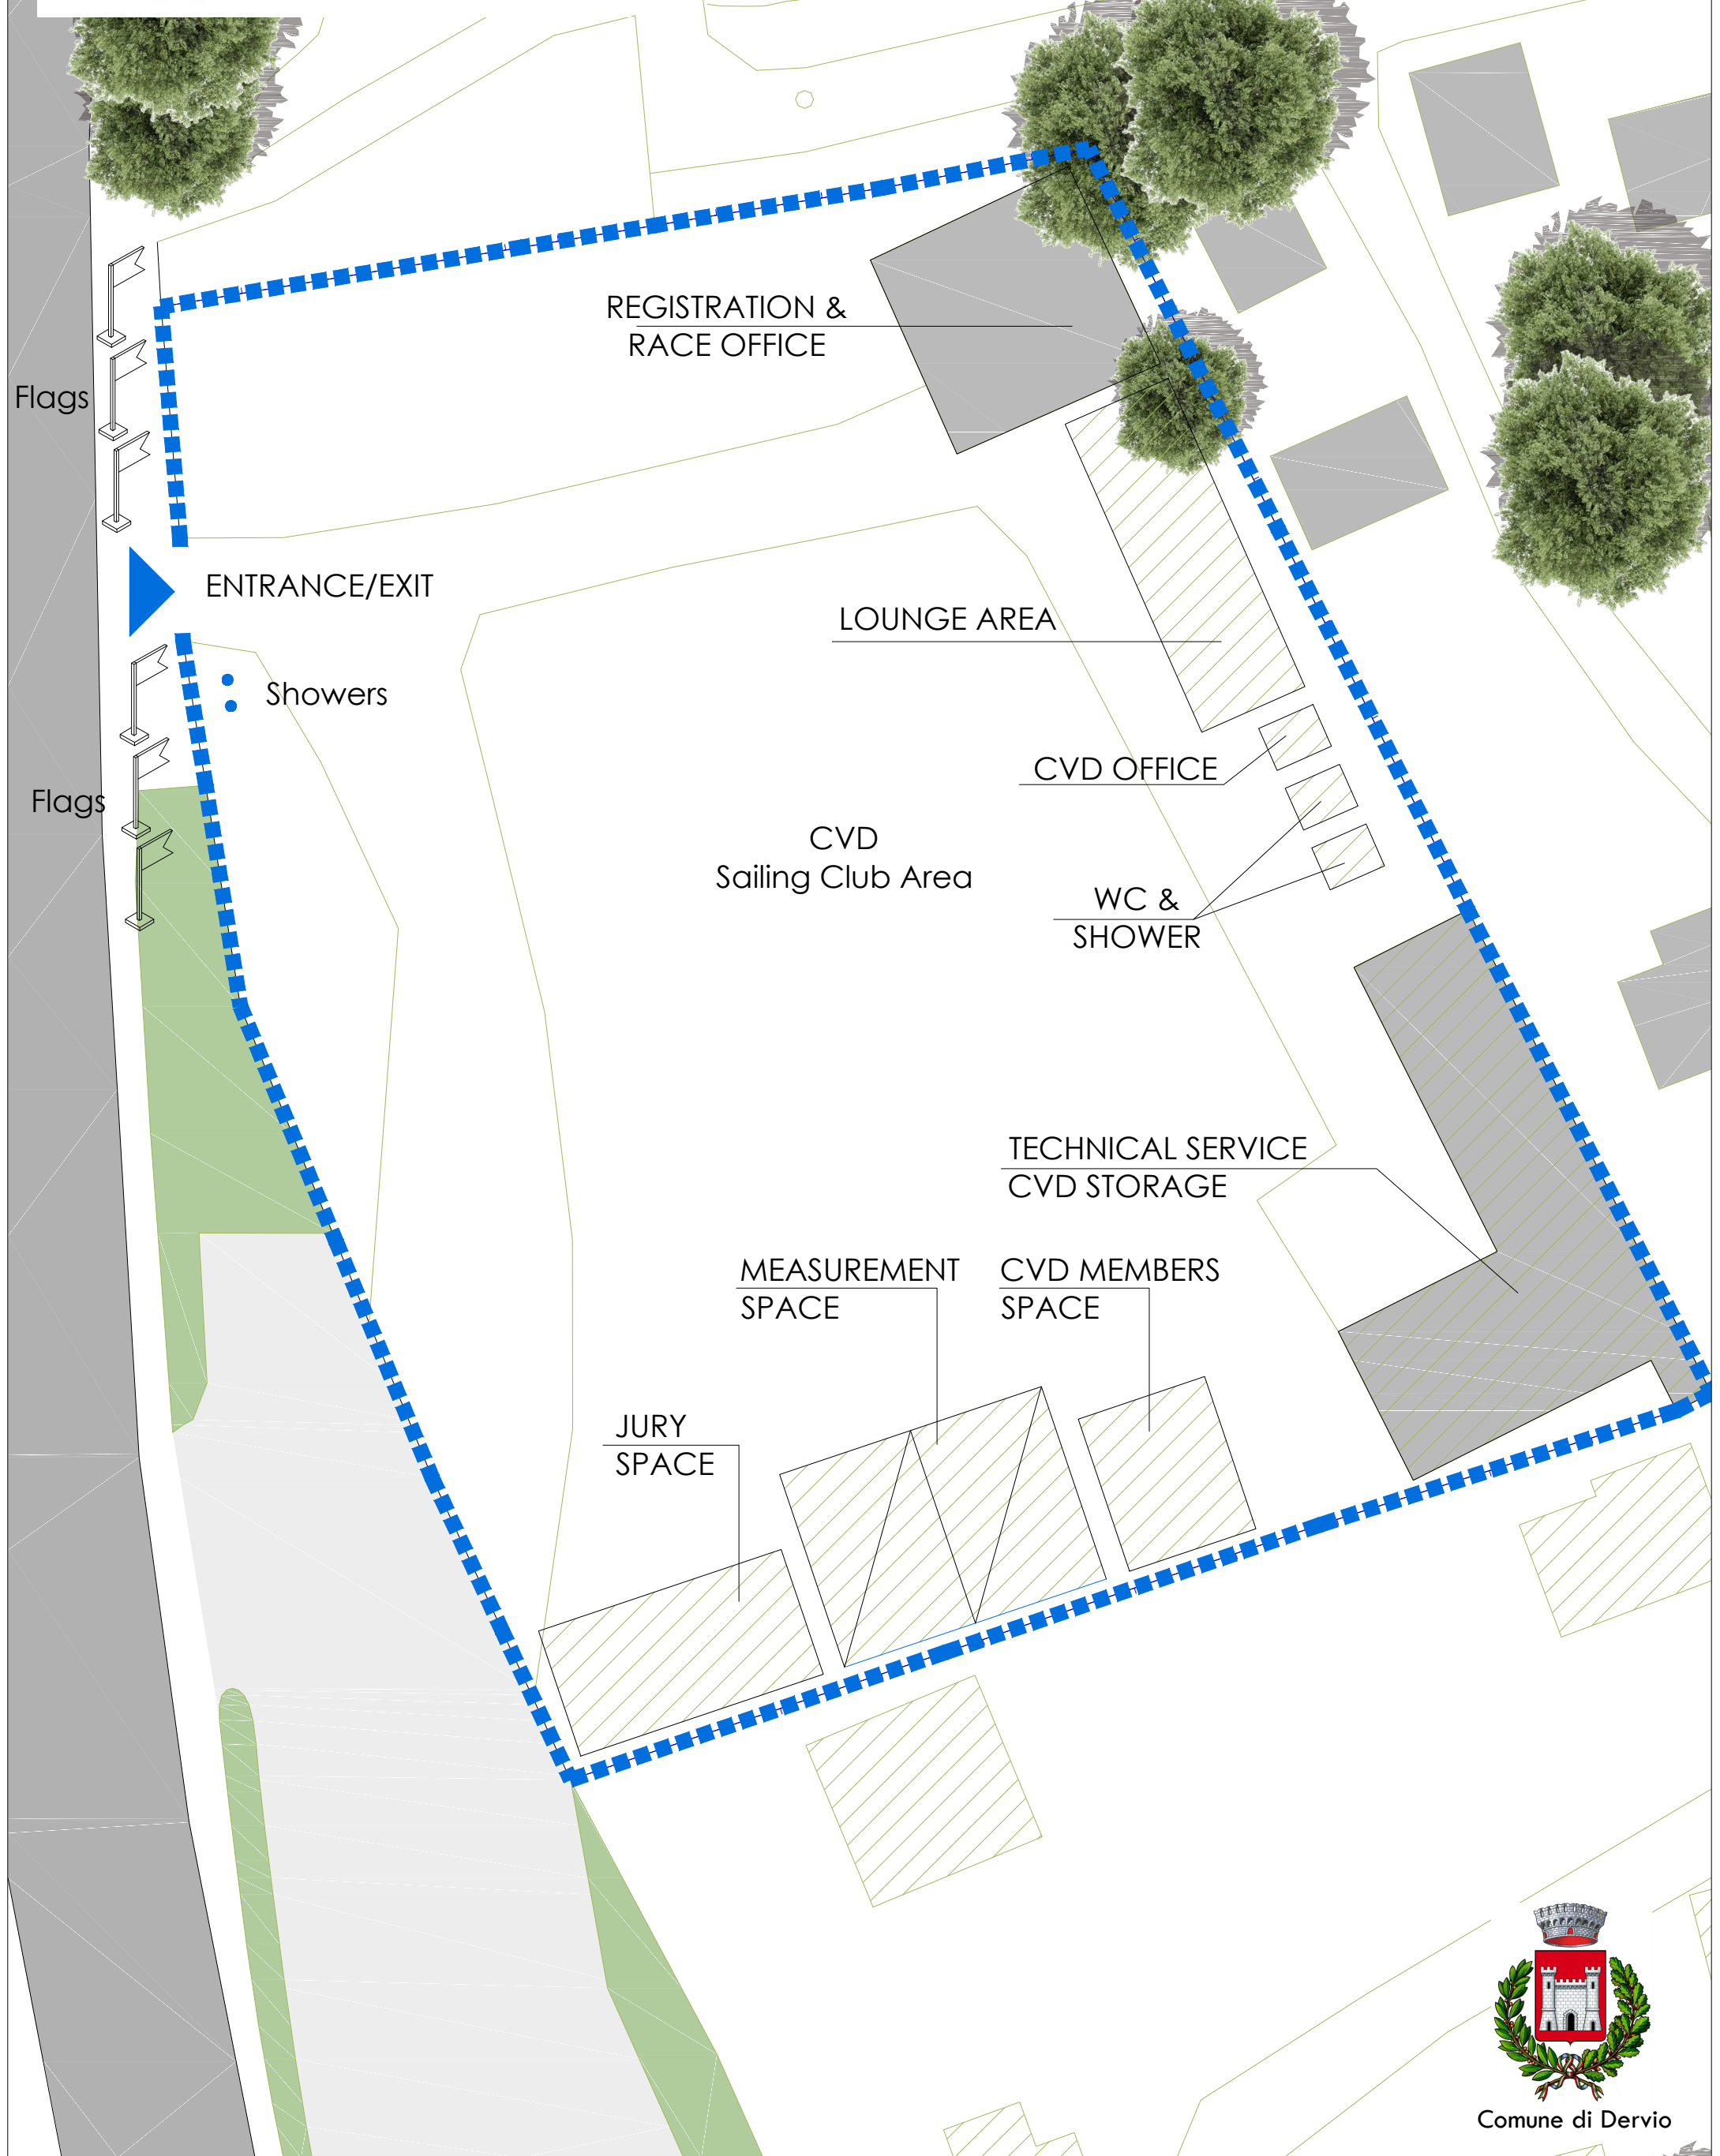 REGISTRATION &
RACE OFFICE
Flags
ENTRANCE/EXIT
LOUNGE AREA
Showers
CVD OFFICE
Flags
CVD
Sailing Club Area
WC &
SHOWER
TECHNICAL SERVICE
CVD STORAGE
MEASUREMENT
SPACE
CVD MEMBERS
SPACE
JURY
SPACE
Comune di Dervio